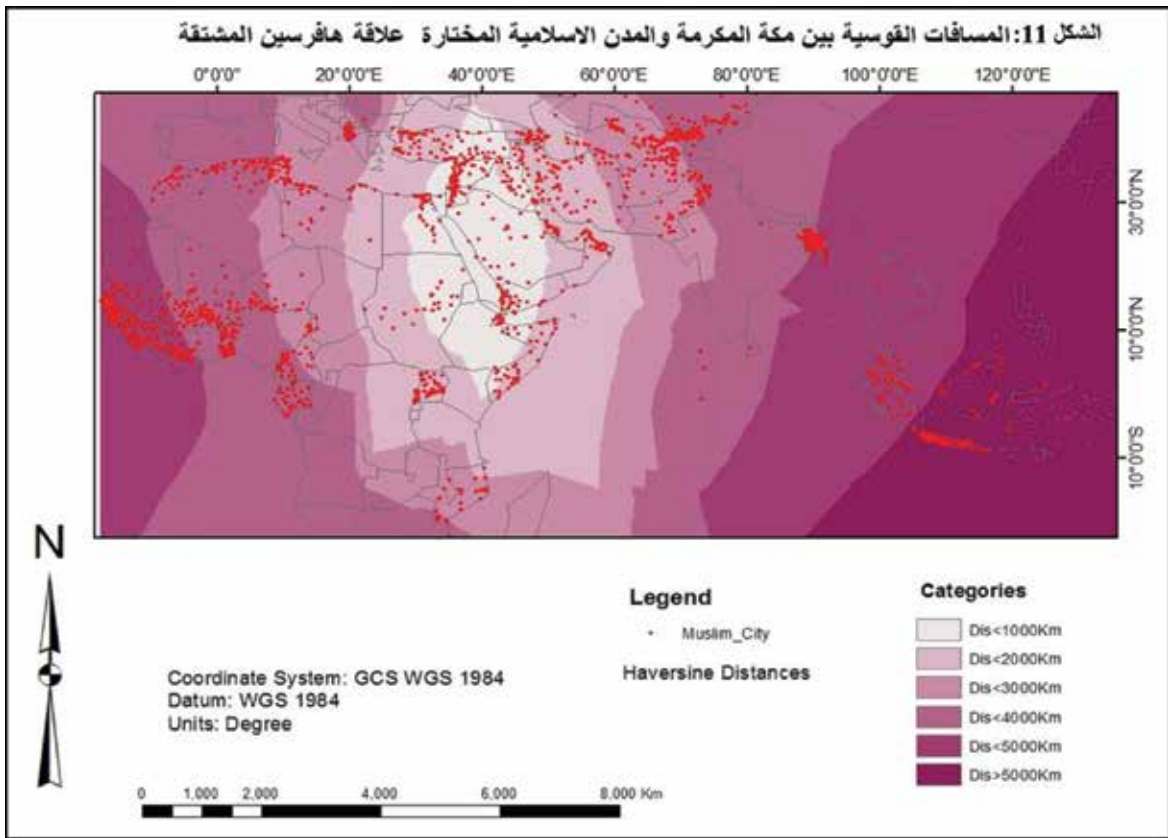 الشكل 11: المسافات القوسية بين مكة المكرمة والمدن الاسلامية المختارة علاقة هافرسين المشتقة
0°0'0" 20°0'0"E 40°0'0"E 60°0'0"E 80°0'0"E 100°0'0"E 120°0'0"E
30°0'0"N
10°0'0"N
10°0'0"S
N
Legend
Muslim_City
Haversine Distances
Categories
Dis<1000Km
Dis<2000Km
Dis<3000Km
Dis<4000Km
Dis<5000Km
Dis>5000Km
Coordinate System: GCS WGS 1984
Datum: WGS 1984
Units: Degree
0 1,000 2,000 4,000 6,000 8,000 Km